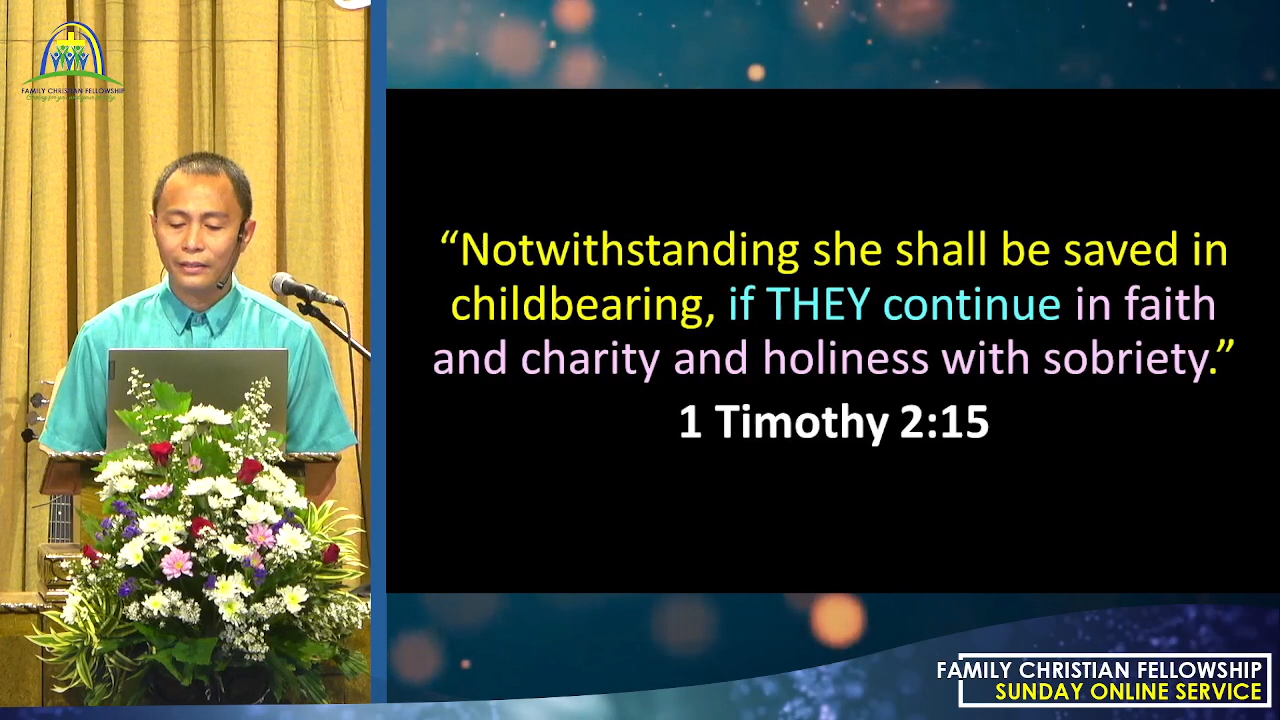 FAMILY CHRISTIAN FELLOWSHIP
“Notwithstanding she shall be saved in
childbearing, if THEY continue in faith
and charity and holiness with sobriety.”
1 Timothy 2:15
FAMILY CHRISTIAN FELLOWSHIP
SUNDAY ONLINE SERVICE